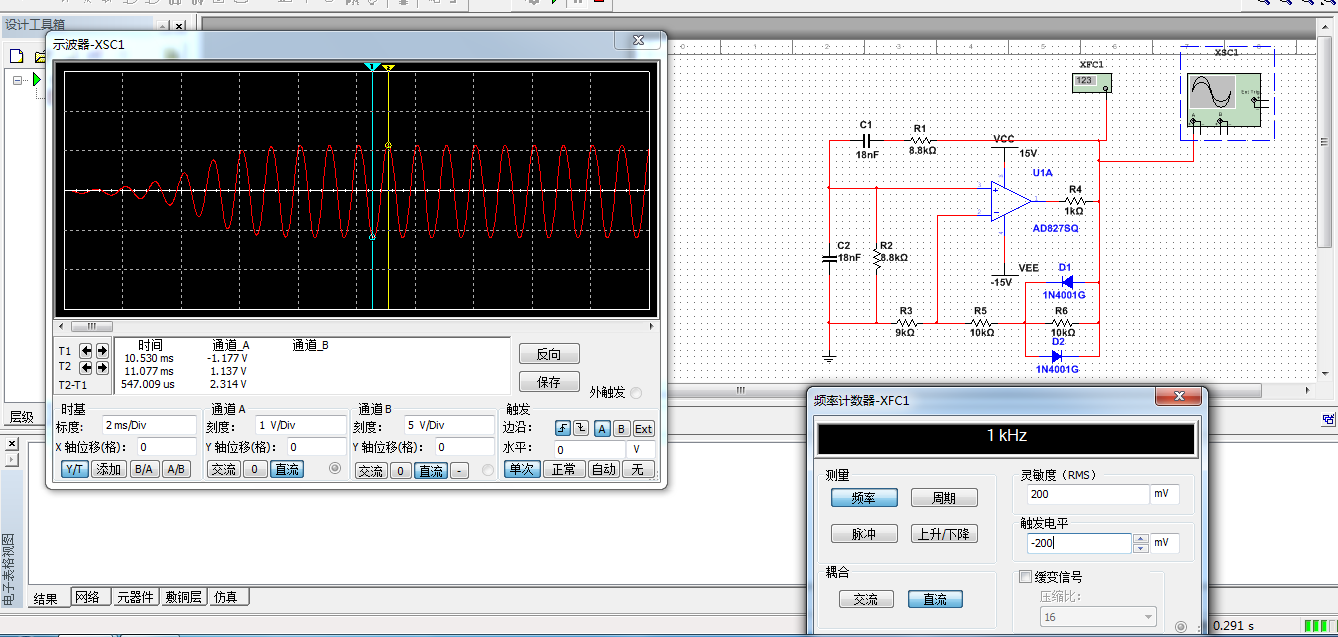 设计工具箱
示波器-XSC1
时间 通道_A 通道_B
T1 10.530 ms -1.177 V
T2 11.077 ms 1.137 V
T2-T1 547.009 us 2.314 V
反向
保存
外触发
时基
标度: 2 ms/Div
X 轴位移(格): 0
Y/T 添加 B/A A/B
通道 A
刻度: 1 V/Div
Y 轴位移(格): 0
交流 0 直流
通道 B
刻度: 5 V/Div
Y 轴位移(格): 0
交流 0 直流 -
触发
边沿: A B Ext
水平: 0 V
单次 正常 自动 无
层级
XFC1
123
XSC1
Ext Trig
A B
C1
18nF
R1
8.8kΩ
VCC
15V
U1A
R4
1kΩ
AD827SQ
C2
18nF
R2
8.8kΩ
VEE
-15V
D1
1N4001G
R3
9kΩ
R5
10kΩ
R6
10kΩ
D2
1N4001G
频率计数器-XFC1
1 kHz
测量
频率 周期
脉冲 上升/下降
耦合
交流 直流
灵敏度（RMS）
200 mV
触发电平
-200 mV
缓变信号
压缩比:
16
电子表格视图
结果 网络 元器件 敷铜层 仿真
0.291 s